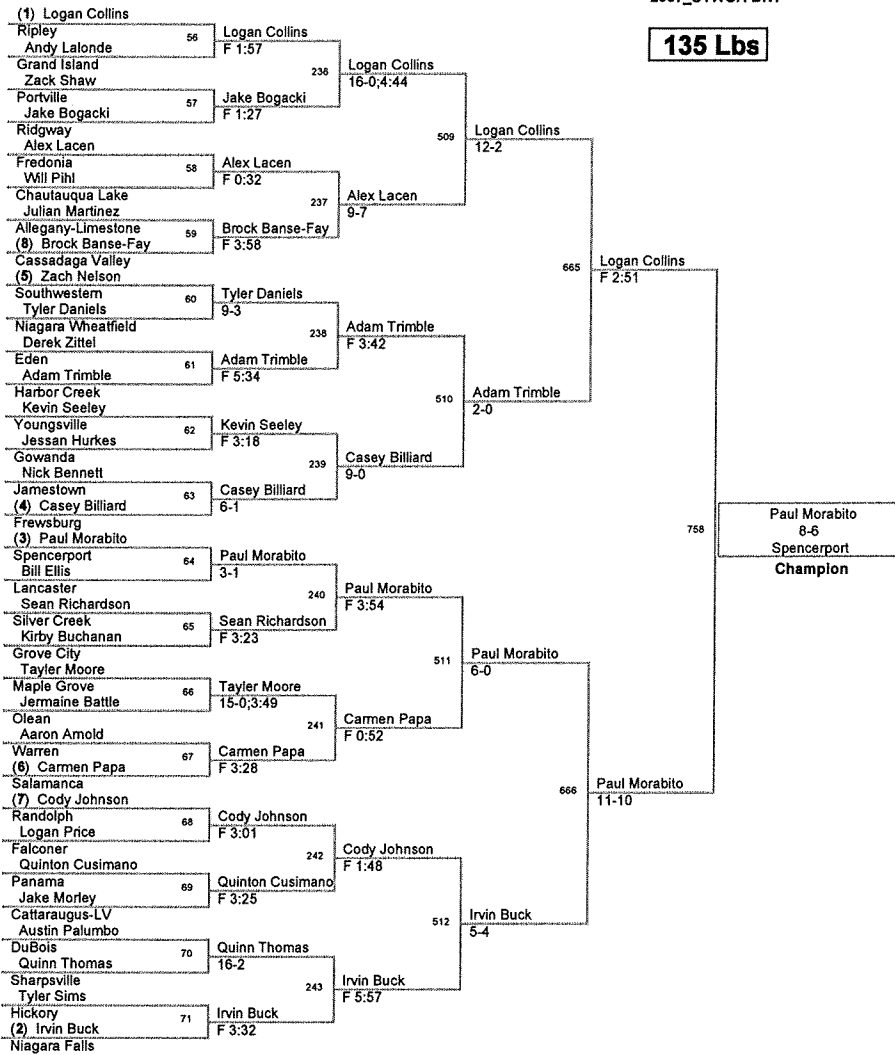 135 Lbs
(1) Logan Collins
Ripley
Andy Lalonde
Grand Island
Zack Shaw
Portville
Jake Bogacki
Ridgway
Alex Lacen
Fredonia
Will Pihl
Chautauqua Lake
Julian Martinez
Allegany-Limestone
(8) Brock Banse-Fay
Cassadaga Valley
(5) Zach Nelson
Southwestern
Tyler Daniels
Niagara Wheatfield
Derek Zittel
Eden
Adam Trimble
Harbor Creek
Kevin Seeley
Youngsville
Jessan Hurkes
Gowanda
Nick Bennett
Jamestown
(4) Casey Billiard
Frewsburg
(3) Paul Morabito
Spencerport
Bill Ellis
Lancaster
Sean Richardson
Silver Creek
Kirby Buchanan
Grove City
Tayler Moore
Maple Grove
Jermaine Battle
Olean
Aaron Arnold
Warren
(6) Carmen Papa
Salamanca
(7) Cody Johnson
Randolph
Logan Price
Falconer
Quinton Cusimano
Panama
Jake Morley
Cattaraugus-LV
Austin Palumbo
DuBois
Quinn Thomas
Sharpsville
Tyler Sims
Hickory
(2) Irvin Buck
Niagara Falls
56
Logan Collins
F 1:57
57
Jake Bogacki
F 1:27
58
Alex Lacen
F 0:32
59
Brock Banse-Fay
F 3:58
60
Tyler Daniels
9-3
61
Adam Trimble
F 5:34
62
Kevin Seeley
F 3:18
63
Casey Billiard
6-1
64
Paul Morabito
3-1
65
Sean Richardson
F 3:23
66
Tayler Moore
15-0;3:49
67
Carmen Papa
F 3:28
68
Cody Johnson
F 3:01
69
Quinton Cusimano
F 3:25
70
Quinn Thomas
16-2
71
Irvin Buck
F 3:32
236
Logan Collins
16-0;4:44
237
Alex Lacen
9-7
238
Adam Trimble
F 3:42
239
Casey Billiard
9-0
240
Paul Morabito
F 3:54
241
Carmen Papa
F 0:52
242
Cody Johnson
F 1:48
243
Irvin Buck
F 5:57
509
Logan Collins
12-2
510
Adam Trimble
2-0
511
Paul Morabito
6-0
512
Irvin Buck
5-4
665
Logan Collins
F 2:51
666
Paul Morabito
11-10
758
Paul Morabito
8-6
Spencerport
Champion